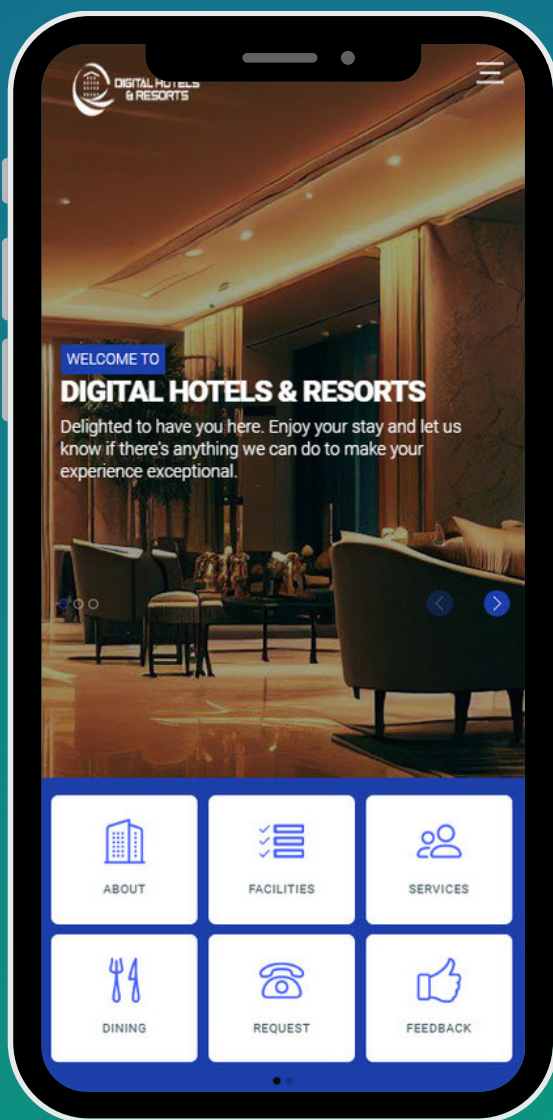 DIGITAL HOTELS
& RESORTS
WELCOME TO
DIGITAL HOTELS & RESORTS
Delighted to have you here. Enjoy your stay and let us
know if there's anything we can do to make your
experience exceptional.
ABOUT
FACILITIES
SERVICES
DINING
REQUEST
FEEDBACK